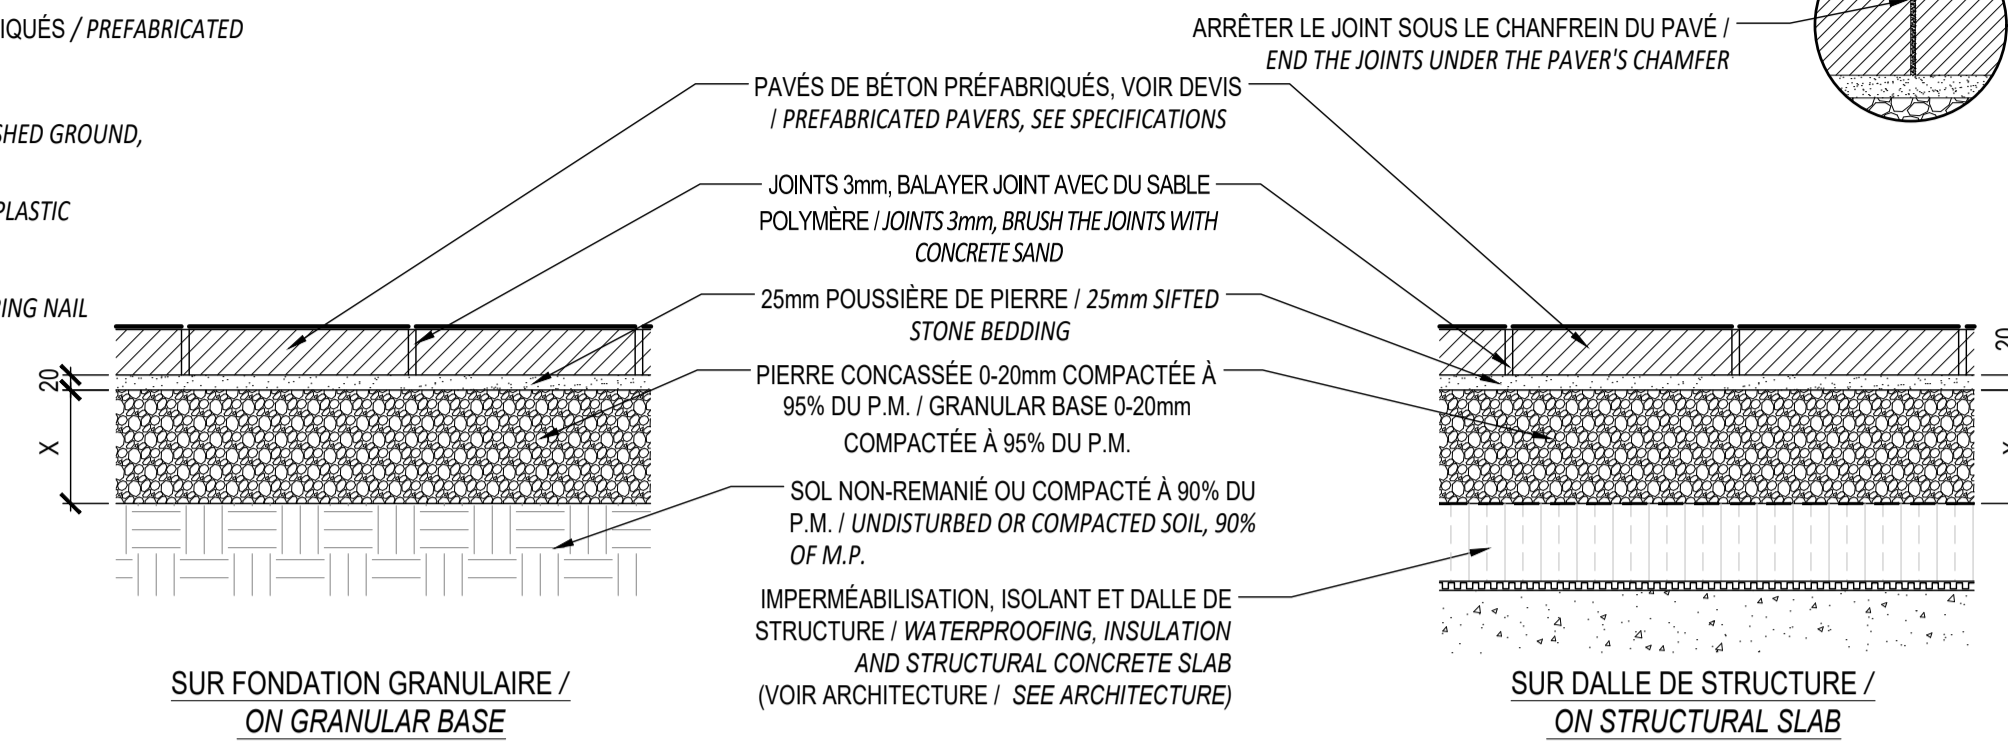 IQUÉS / PREFABRICATED
SHED GROUND,
PLASTIC
ING NAIL
ARRÊTER LE JOINT SOUS LE CHANFREIN DU PAVÉ /
END THE JOINTS UNDER THE PAVER'S CHAMFER
PAVÉS DE BÉTON PRÉFABRIQUÉS, VOIR DEVIS
/ PREFABRICATED PAVERS, SEE SPECIFICATIONS
JOINTS 3mm, BALAYER JOINT AVEC DU SABLE
POLYMÈRE / JOINTS 3mm, BRUSH THE JOINTS WITH
CONCRETE SAND
25mm POUSSIÈRE DE PIERRE / 25mm SIFTED
STONE BEDDING
PIERRE CONCASSÉE 0-20mm COMPACTÉE À
95% DU P.M. / GRANULAR BASE 0-20mm
COMPACTÉE À 95% DU P.M.
SOL NON-REMANIÉ OU COMPACTÉ À 90% DU
P.M. / UNDISTURBED OR COMPACTED SOIL, 90%
OF M.P.
IMPERMÉABILISATION, ISOLANT ET DALLE DE
STRUCTURE / WATERPROOFING, INSULATION
AND STRUCTURAL CONCRETE SLAB
(VOIR ARCHITECTURE / SEE ARCHITECTURE)
20
X
SUR FONDATION GRANULAIRE /
ON GRANULAR BASE
20
SUR DALLE DE STRUCTURE /
ON STRUCTURAL SLAB